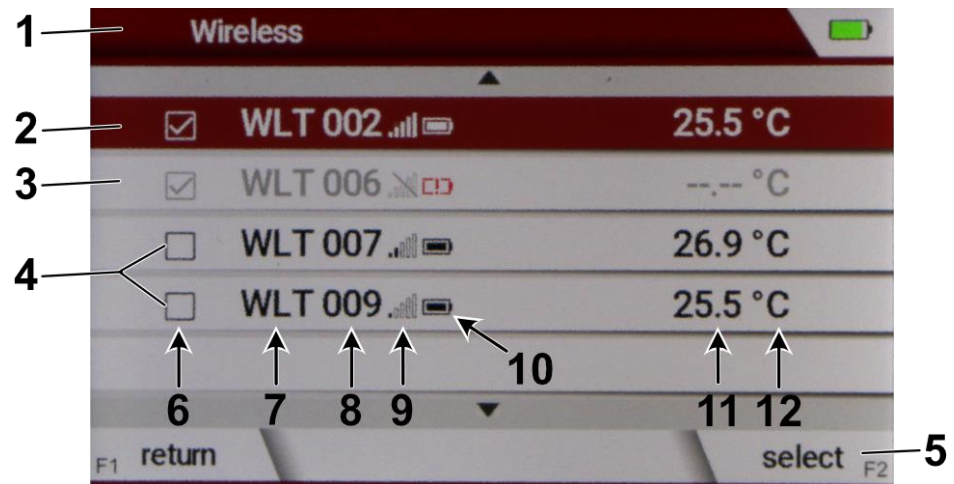 1 Wireless
2 WLT 002 25.5 °C
3 WLT 006 --.-- °C
4 WLT 007 26.9 °C
WLT 009 25.5 °C
10
6 7 8 9 11 12
F1 return select F2 5